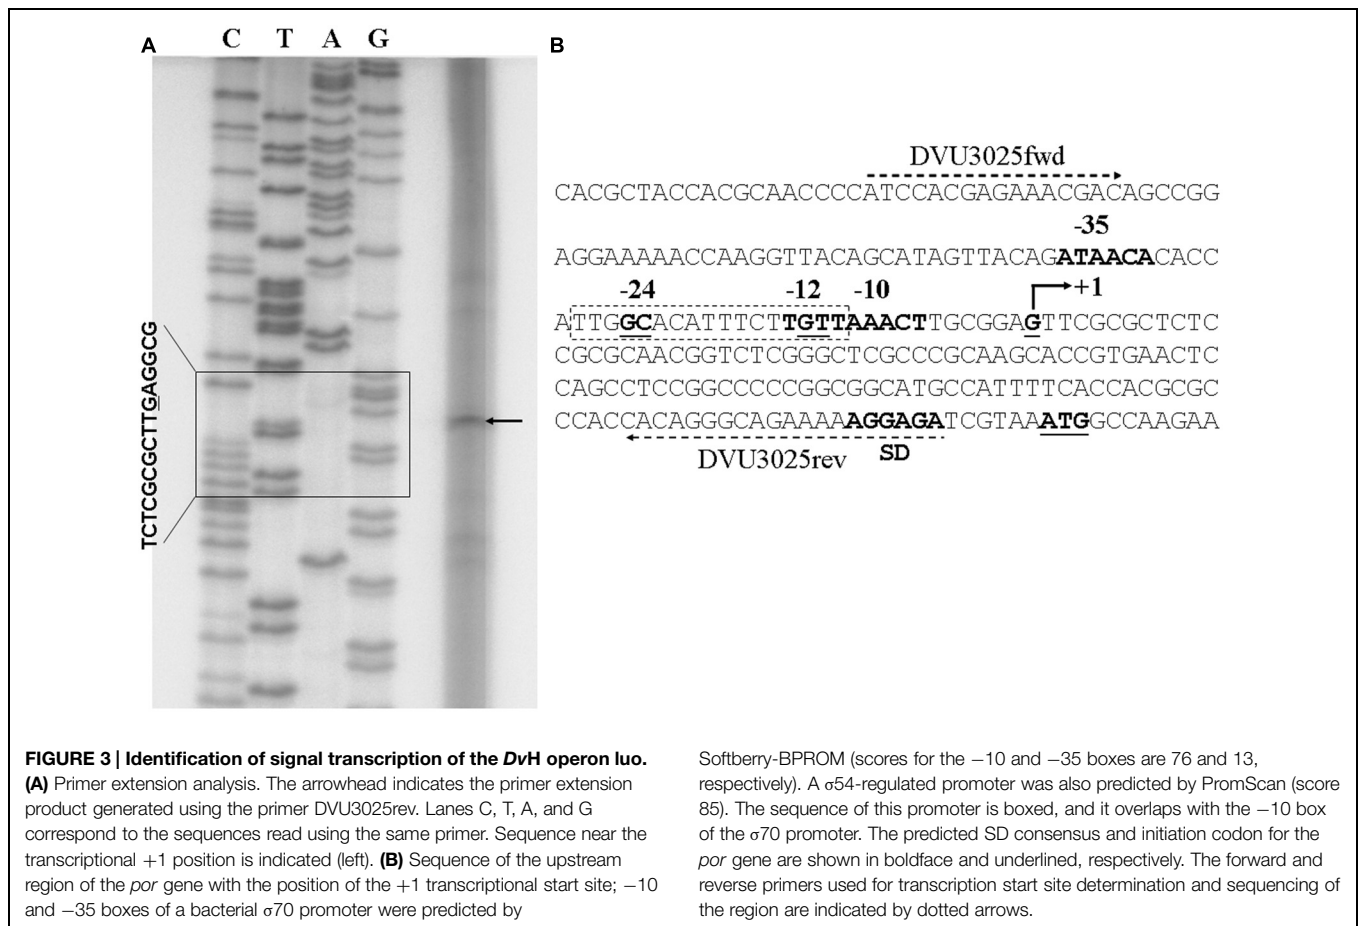 A
C T A G
TCTCGCGCTTGAGGCG
B
DVU3025fwd
CACGCTACCACGCAACCCCATCCACGAGAAACGACAGCCGG
-35
AGGAAAAACCAAGGTTACAGCATAGTTACAGATAACACACC
-24 -12 -10 +1
ATTGGCACATTTCTTGTTAAACTTGCGGAGTTCGCGCTCTC
CGCGCAACGGTCTCGGGCTCGCCCGCAAGCACCGTGAACTC
CAGCCTCCGGCCCCCGGCGGCATGCCATTTTCACCACGCGC
CCACCACAGGGCAGAAAAAGGAGATCGTAAATGGCCAAGAA
DVU3025rev SD
FIGURE 3 | Identification of signal transcription of the DvH operon luo.
(A) Primer extension analysis. The arrowhead indicates the primer extension
product generated using the primer DVU3025rev. Lanes C, T, A, and G
correspond to the sequences read using the same primer. Sequence near the
transcriptional +1 position is indicated (left). (B) Sequence of the upstream
region of the por gene with the position of the +1 transcriptional start site; −10
and −35 boxes of a bacterial σ70 promoter were predicted by
Softberry-BPROM (scores for the −10 and −35 boxes are 76 and 13,
respectively). A σ54-regulated promoter was also predicted by PromScan (score
85). The sequence of this promoter is boxed, and it overlaps with the −10 box
of the σ70 promoter. The predicted SD consensus and initiation codon for the
por gene are shown in boldface and underlined, respectively. The forward and
reverse primers used for transcription start site determination and sequencing of
the region are indicated by dotted arrows.